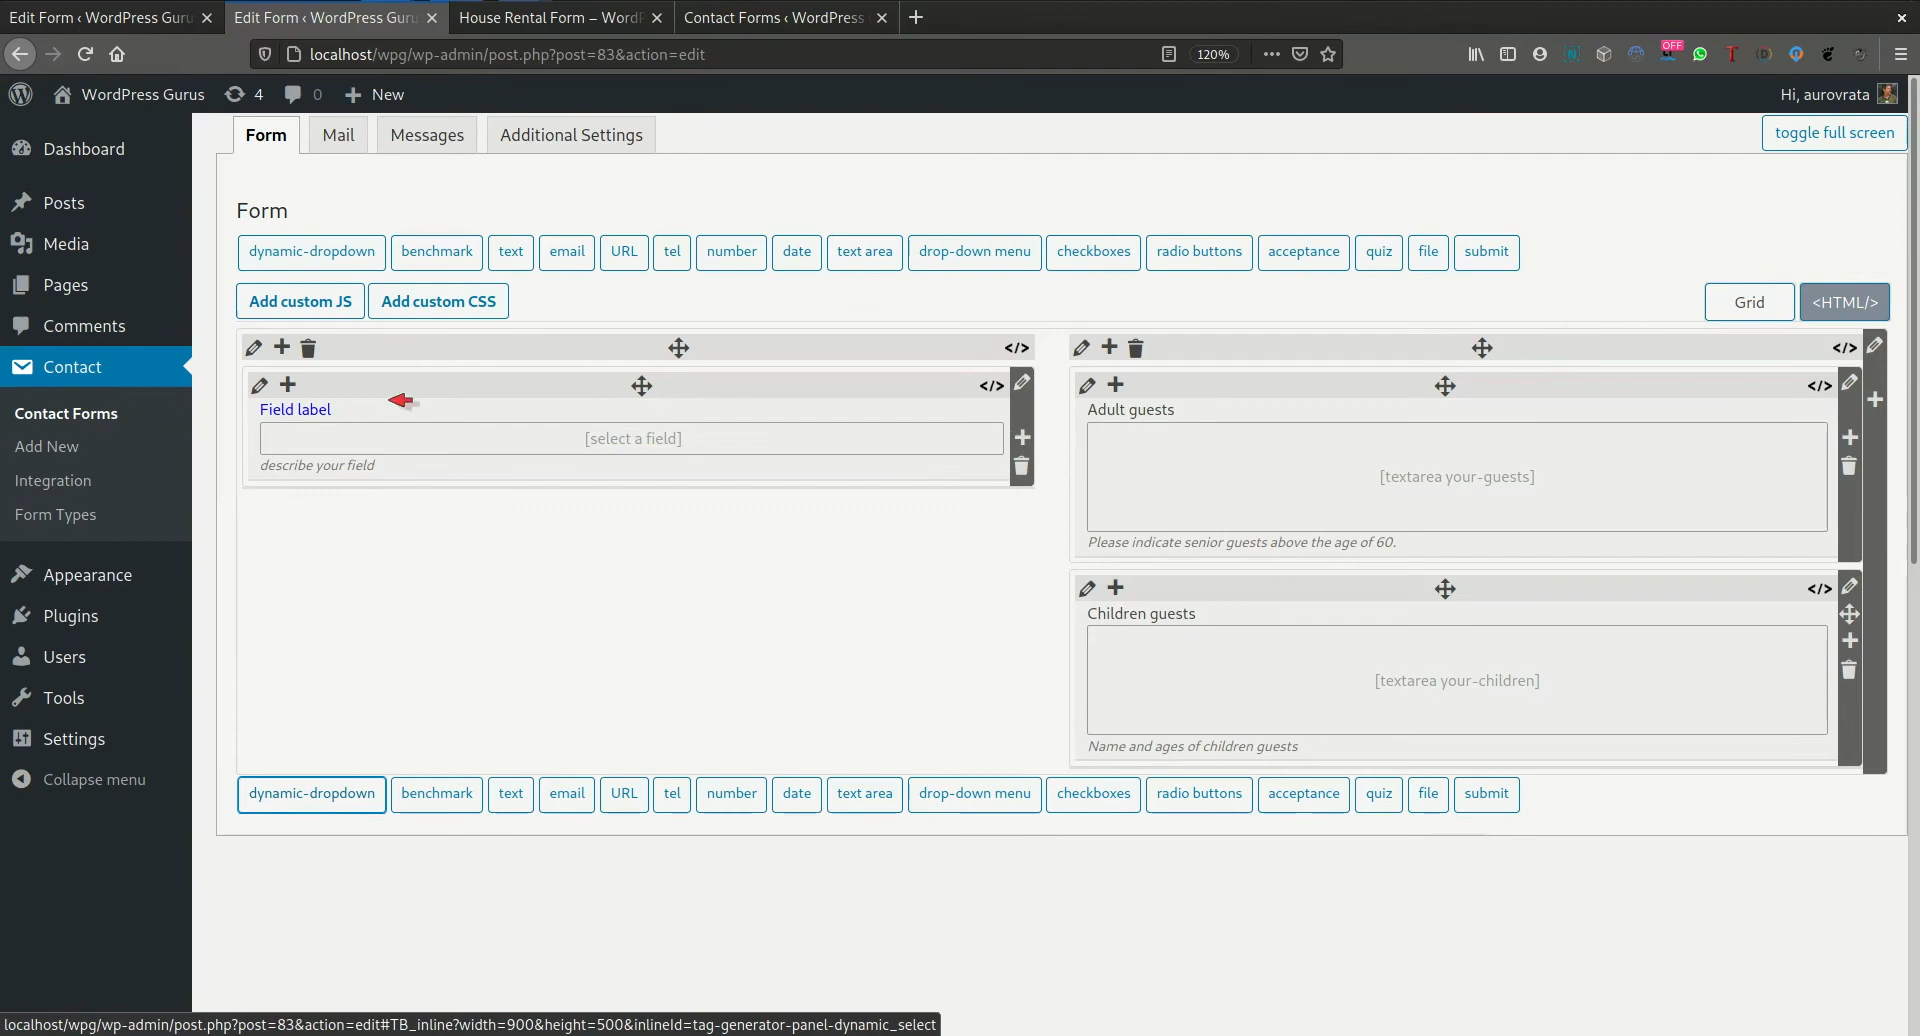 Edit Form ‹ WordPress Guru
Edit Form ‹ WordPress Guru
House Rental Form – WordP
Contact Forms ‹ WordPress
localhost/wpg/wp-admin/post.php?post=83&action=edit
120%
OFF
WordPress Gurus
4
0
New
Hi, aurovrata
Dashboard
Posts
Media
Pages
Comments
Contact
Contact Forms
Add New
Integration
Form Types
Appearance
Plugins
Users
Tools
Settings
Collapse menu
Form
Mail
Messages
Additional Settings
toggle full screen
Form
dynamic-dropdown
benchmark
text
email
URL
tel
number
date
text area
drop-down menu
checkboxes
radio buttons
acceptance
quiz
file
submit
Add custom JS
Add custom CSS
Grid
<HTML/>
</>
</>
Field label
[select a field]
describe your field
</>
</>
Adult guests
[textarea your-guests]
Please indicate senior guests above the age of 60.
</>
Children guests
[textarea your-children]
Name and ages of children guests
dynamic-dropdown
benchmark
text
email
URL
tel
number
date
text area
drop-down menu
checkboxes
radio buttons
acceptance
quiz
file
submit
localhost/wpg/wp-admin/post.php?post=83&action=edit#TB_inline?width=900&height=500&inlineId=tag-generator-panel-dynamic_select